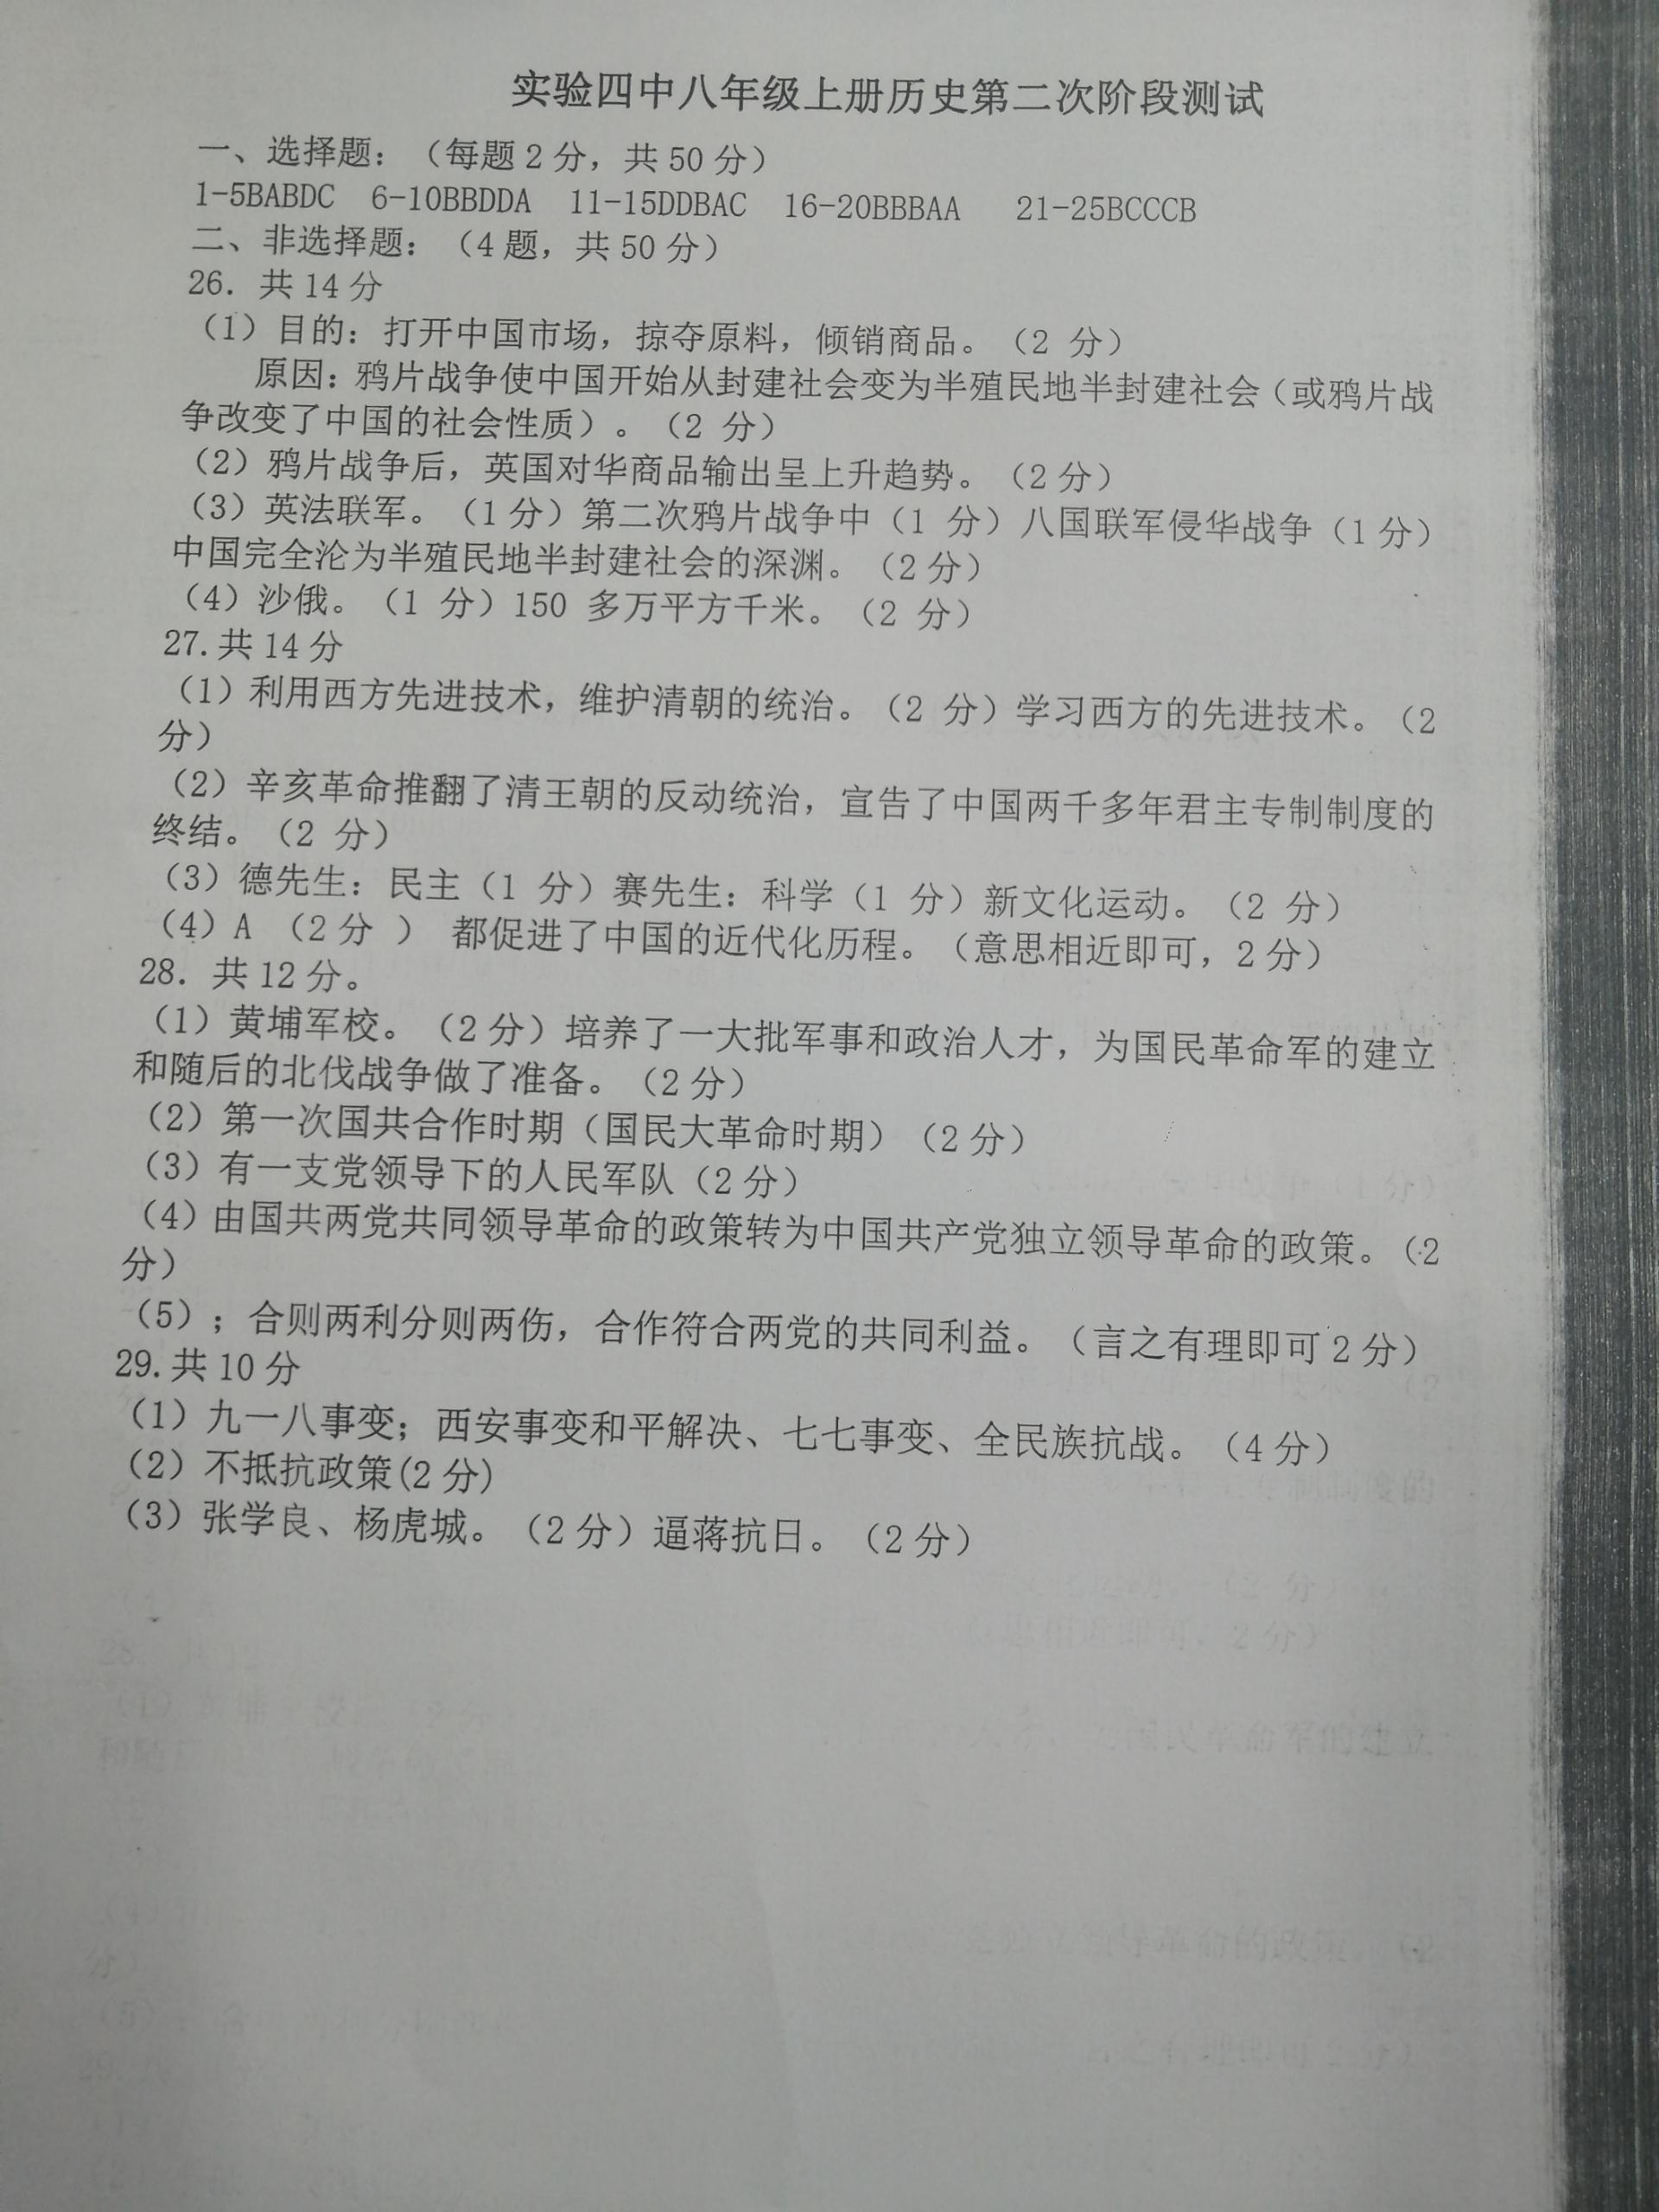 实验四中八年级上册历史第二次阶段测试
一、选择题：（每题2分，共50分）
1-5BABDC 6-10BBDDA 11-15DDBAC 16-20BBBAA 21-25BCCCB
二、非选择题：（4题，共50分）
26. 共14分
（1）目的：打开中国市场，掠夺原料，倾销商品。（2 分）
原因：鸦片战争使中国开始从封建社会变为半殖民地半封建社会（或鸦片战
争改变了中国的社会性质）。（2 分）
（2）鸦片战争后，英国对华商品输出呈上升趋势。（2分）
（3）英法联军。（1分）第二次鸦片战争中（1 分）八国联军侵华战争（1分）
中国完全沦为半殖民地半封建社会的深渊。（2分）
（4）沙俄。（1 分）150 多万平方千米。（2 分）
27.共14分
（1）利用西方先进技术，维护清朝的统治。（2 分）学习西方的先进技术。（2
分）
（2）辛亥革命推翻了清王朝的反动统治，宣告了中国两千多年君主专制制度的
终结。（2 分）
（3）德先生：民主（1 分）赛先生：科学（1 分）新文化运动。（2 分）
（4）A （2分 ） 都促进了中国的近代化历程。（意思相近即可，2分）
28. 共12分。
（1）黄埔军校。（2分）培养了一大批军事和政治人才，为国民革命军的建立
和随后的北伐战争做了准备。（2分）
（2）第一次国共合作时期（国民大革命时期）（2分）
（3）有一支党领导下的人民军队（2分）
（4）由国共两党共同领导革命的政策转为中国共产党独立领导革命的政策。（2
分）
（5）；合则两利分则两伤，合作符合两党的共同利益。（言之有理即可2分）
29.共10分
（1）九一八事变；西安事变和平解决、七七事变、全民族抗战。（4分）
（2）不抵抗政策(2分)
（3）张学良、杨虎城。（2分）逼蒋抗日。（2分）